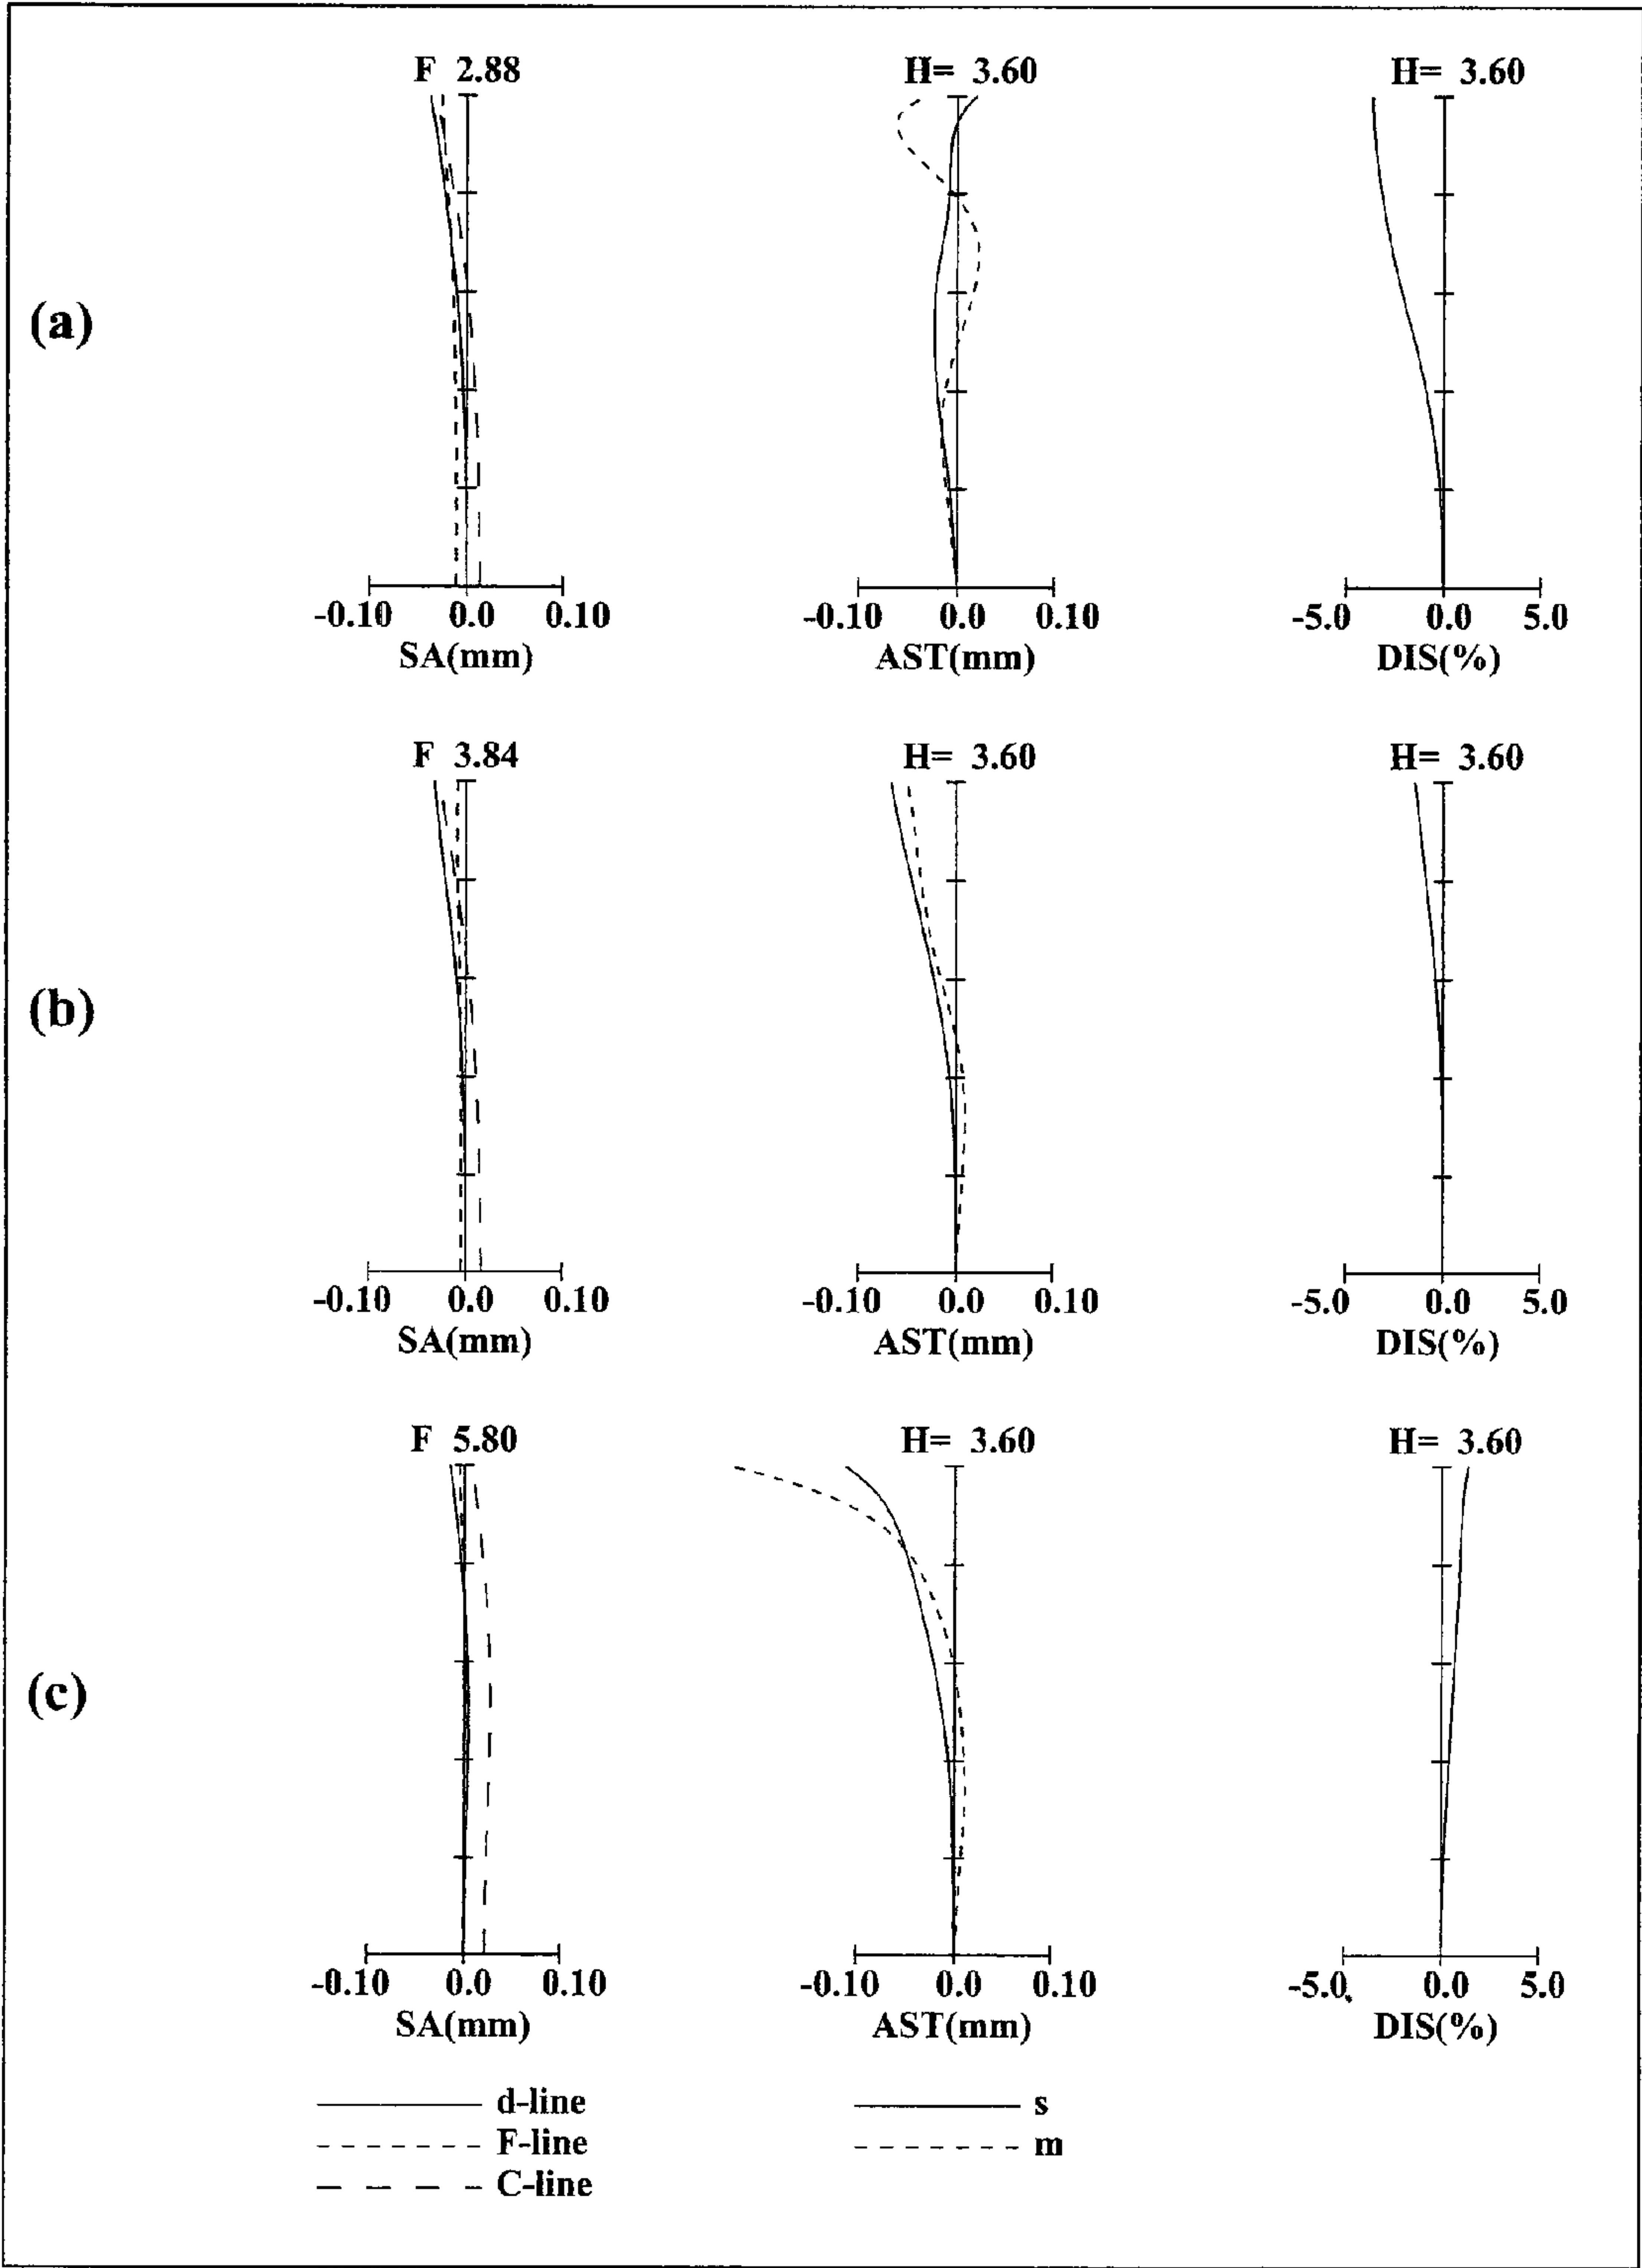 F 2.88 H= 3.60 H= 3.60
(a)
-0.10 0.0 0.10 -0.10 0.0 0.10 -5.0 0.0 5.0
SA(mm) AST(mm) DIS(%)
F 3.84 H= 3.60 H= 3.60
(b)
-0.10 0.0 0.10 -0.10 0.0 0.10 -5.0 0.0 5.0
SA(mm) AST(mm) DIS(%)
F 5.80 H= 3.60 H= 3.60
(c)
-0.10 0.0 0.10 -0.10 0.0 0.10 -5.0 0.0 5.0
SA(mm) AST(mm) DIS(%)
d-line s
F-line m
C-line